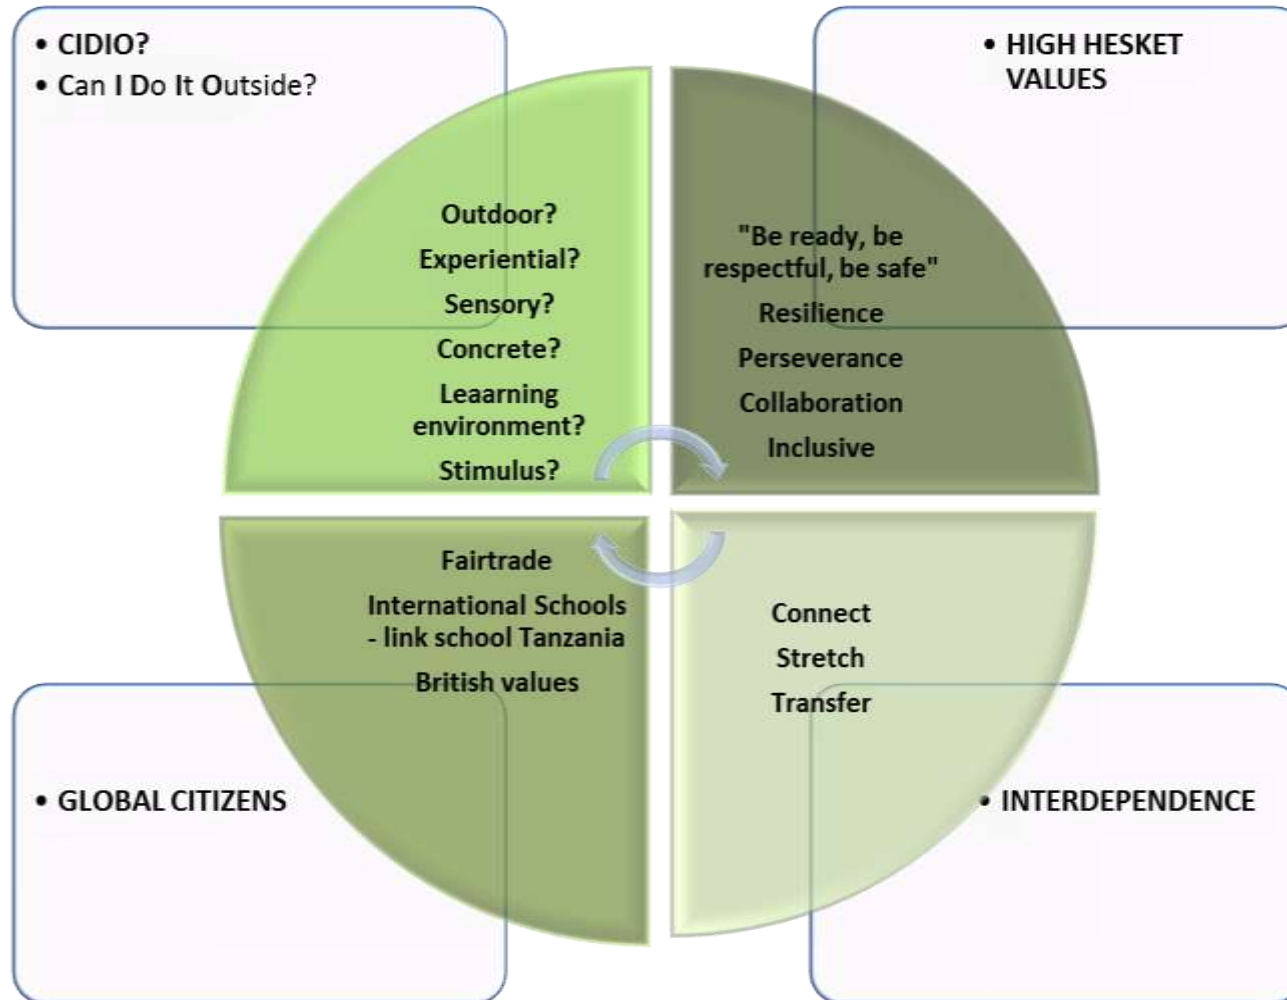 • CIDIO?
• Can I Do It Outside?
• HIGH HESKET
VALUES
Outdoor?
Experiential?
Sensory?
Concrete?
Leaarning
environment?
Stimulus?
"Be ready, be
respectful, be safe"
Resilience
Perseverance
Collaboration
Inclusive
Fairtrade
International Schools
- link school Tanzania
British values
Connect
Stretch
Transfer
• GLOBAL CITIZENS
• INTERDEPENDENCE